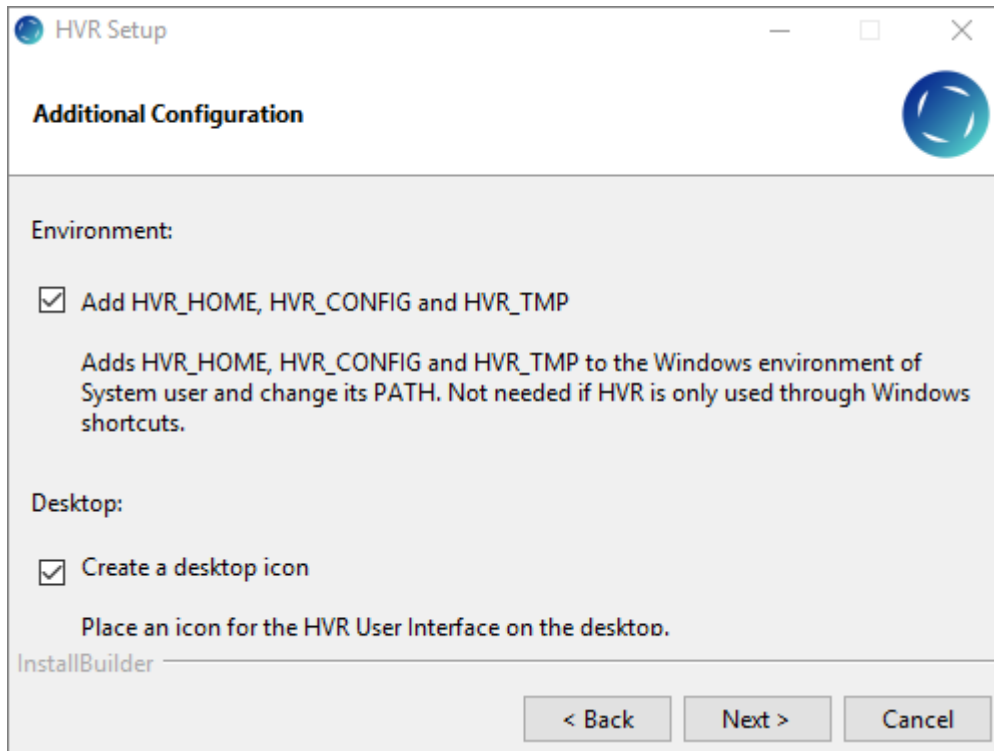 HVR Setup
Additional Configuration
Environment:
Add HVR_HOME, HVR_CONFIG and HVR_TMP
Adds HVR_HOME, HVR_CONFIG and HVR_TMP to the Windows environment of
System user and change its PATH. Not needed if HVR is only used through Windows
shortcuts.
Desktop:
Create a desktop icon
Place an icon for the HVR User Interface on the desktop.
InstallBuilder
< Back
Next >
Cancel